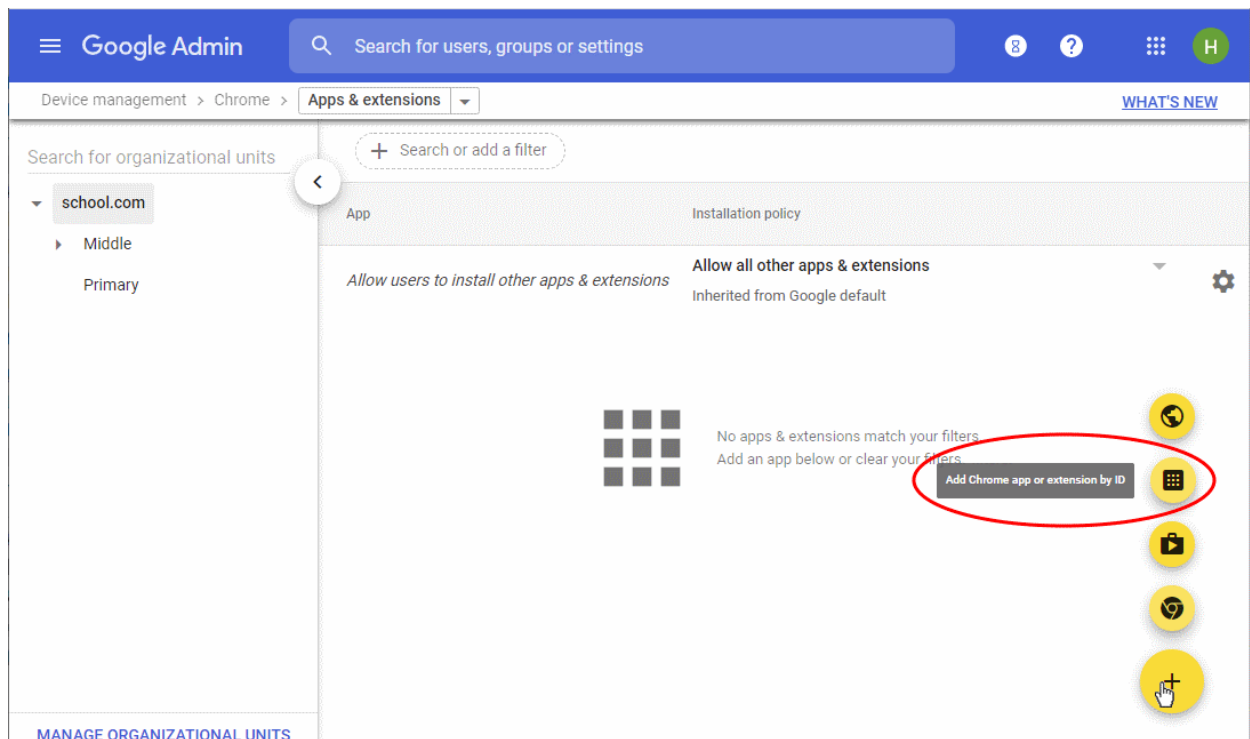 Google Admin
Search for users, groups or settings
8
?
H
Device management > Chrome > Apps & extensions
WHAT'S NEW
Search for organizational units
+ Search or add a filter
school.com
Middle
Primary
App
Installation policy
Allow users to install other apps & extensions
Allow all other apps & extensions
Inherited from Google default
No apps & extensions match your filters.
Add an app below or clear your filters.
Add Chrome app or extension by ID
MANAGE ORGANIZATIONAL UNITS